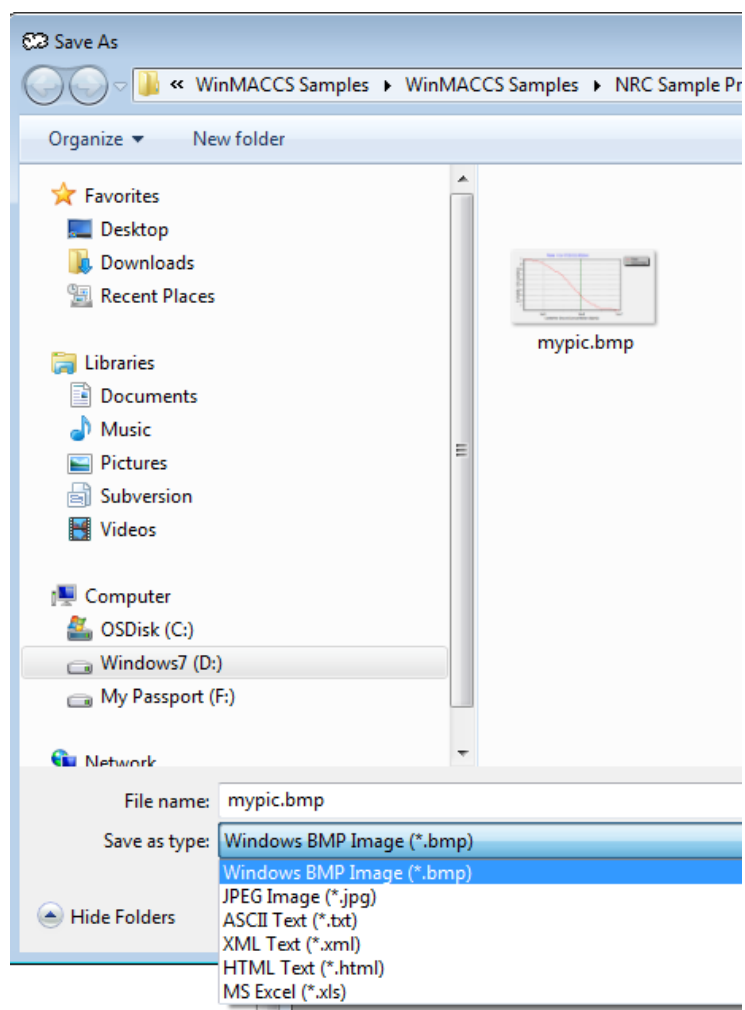 Save As
« WinMACCS Samples WinMACCS Samples NRC Sample Pr
Organize New folder
Favorites
Desktop
Downloads
Recent Places
Libraries
Documents
Music
Pictures
Subversion
Videos
Computer
OSDisk (C:)
Windows7 (D:)
My Passport (F:)
Network
mypic.bmp
File name: mypic.bmp
Save as type: Windows BMP Image (*.bmp)
Windows BMP Image (*.bmp)
JPEG Image (*.jpg)
ASCII Text (*.txt)
XML Text (*.xml)
HTML Text (*.html)
MS Excel (*.xls)
Hide Folders